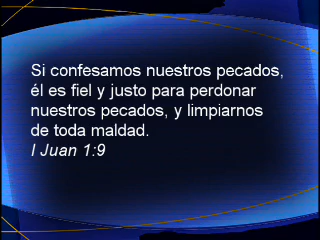 Si confesamos nuestros pecados,
él es fiel y justo para perdonar
nuestros pecados, y limpiarnos
de toda maldad.
I Juan 1:9